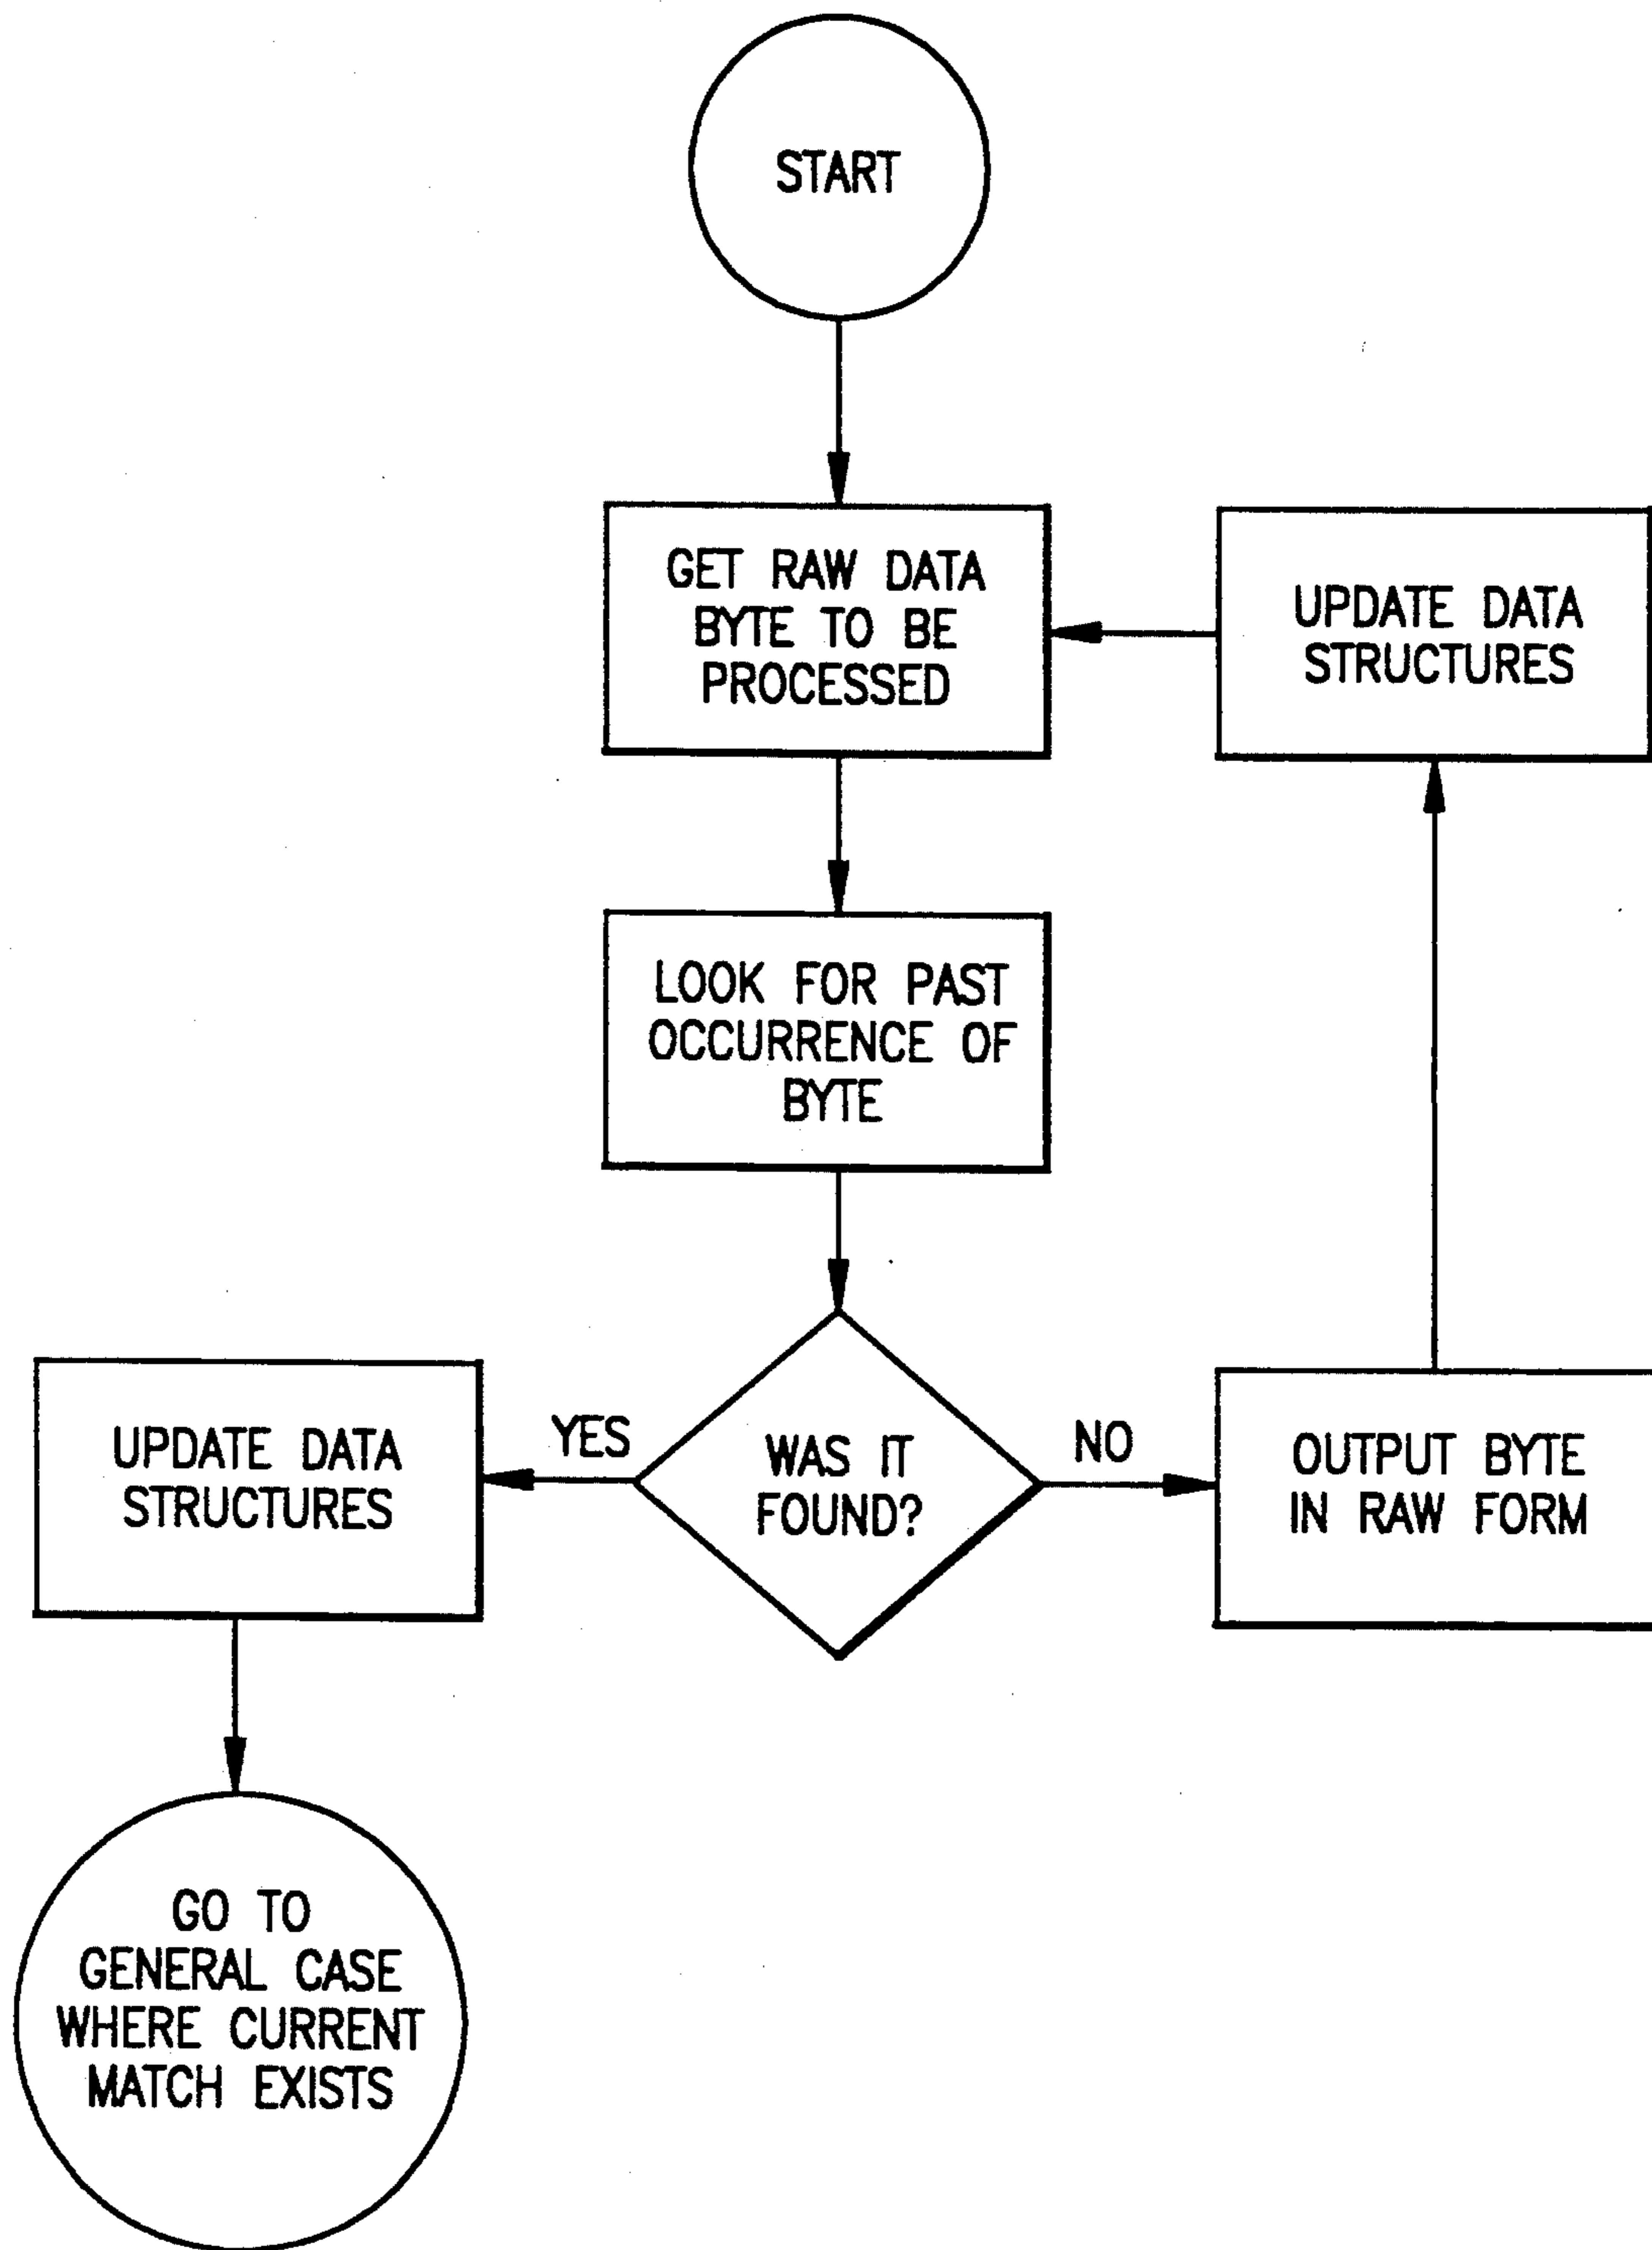 START
GET RAW DATA
BYTE TO BE
PROCESSED
UPDATE DATA
STRUCTURES
LOOK FOR PAST
OCCURRENCE OF
BYTE
UPDATE DATA
STRUCTURES
YES
WAS IT
FOUND?
NO
OUTPUT BYTE
IN RAW FORM
GO TO
GENERAL CASE
WHERE CURRENT
MATCH EXISTS